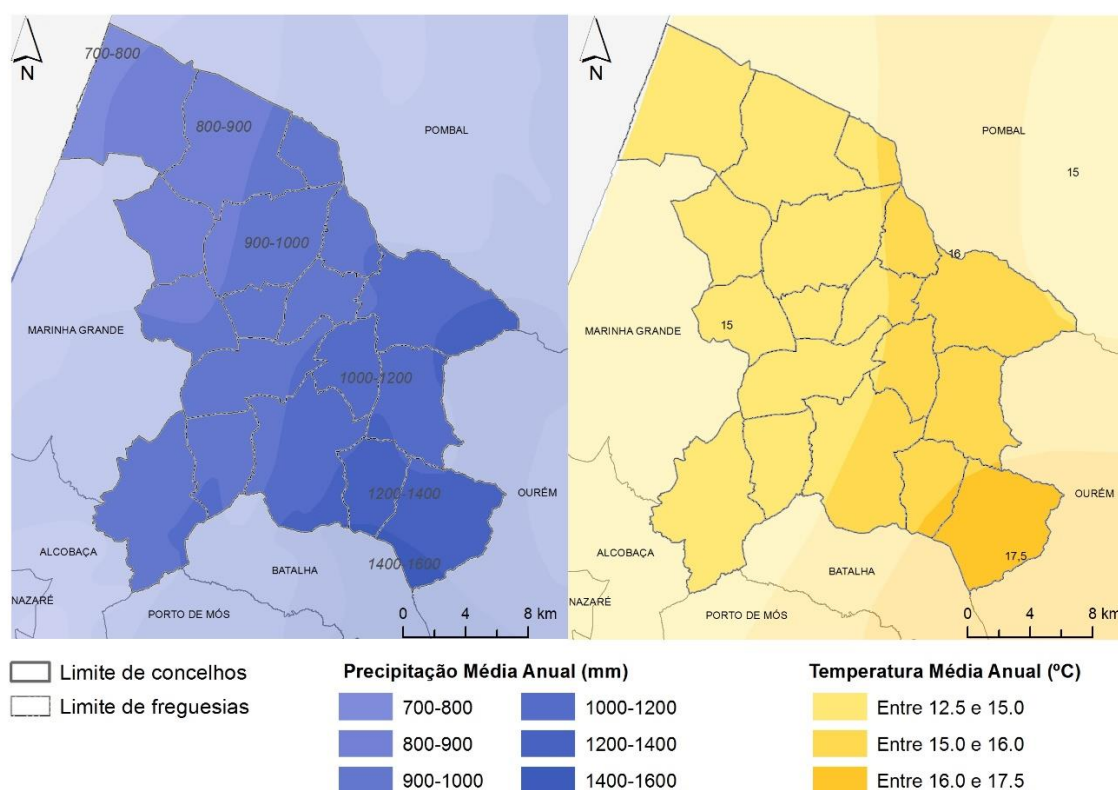 N
700-800
800-900
POMBAL
900-1000
MARINHA GRANDE
1000-1200
1200-1400
OURÉM
ALCOBAÇA
1400-1600
BATALHA
NAZARÉ
PORTO DE MÓS
0 4 8 km
N
POMBAL
15
16
MARINHA GRANDE
15
OURÉM
ALCOBAÇA
17,5
BATALHA
NAZARÉ
PORTO DE MÓS
0 4 8 km
Limite de concelhos
Limite de freguesias
Precipitação Média Anual (mm)
700-800
800-900
900-1000
1000-1200
1200-1400
1400-1600
Temperatura Média Anual (ºC)
Entre 12.5 e 15.0
Entre 15.0 e 16.0
Entre 16.0 e 17.5